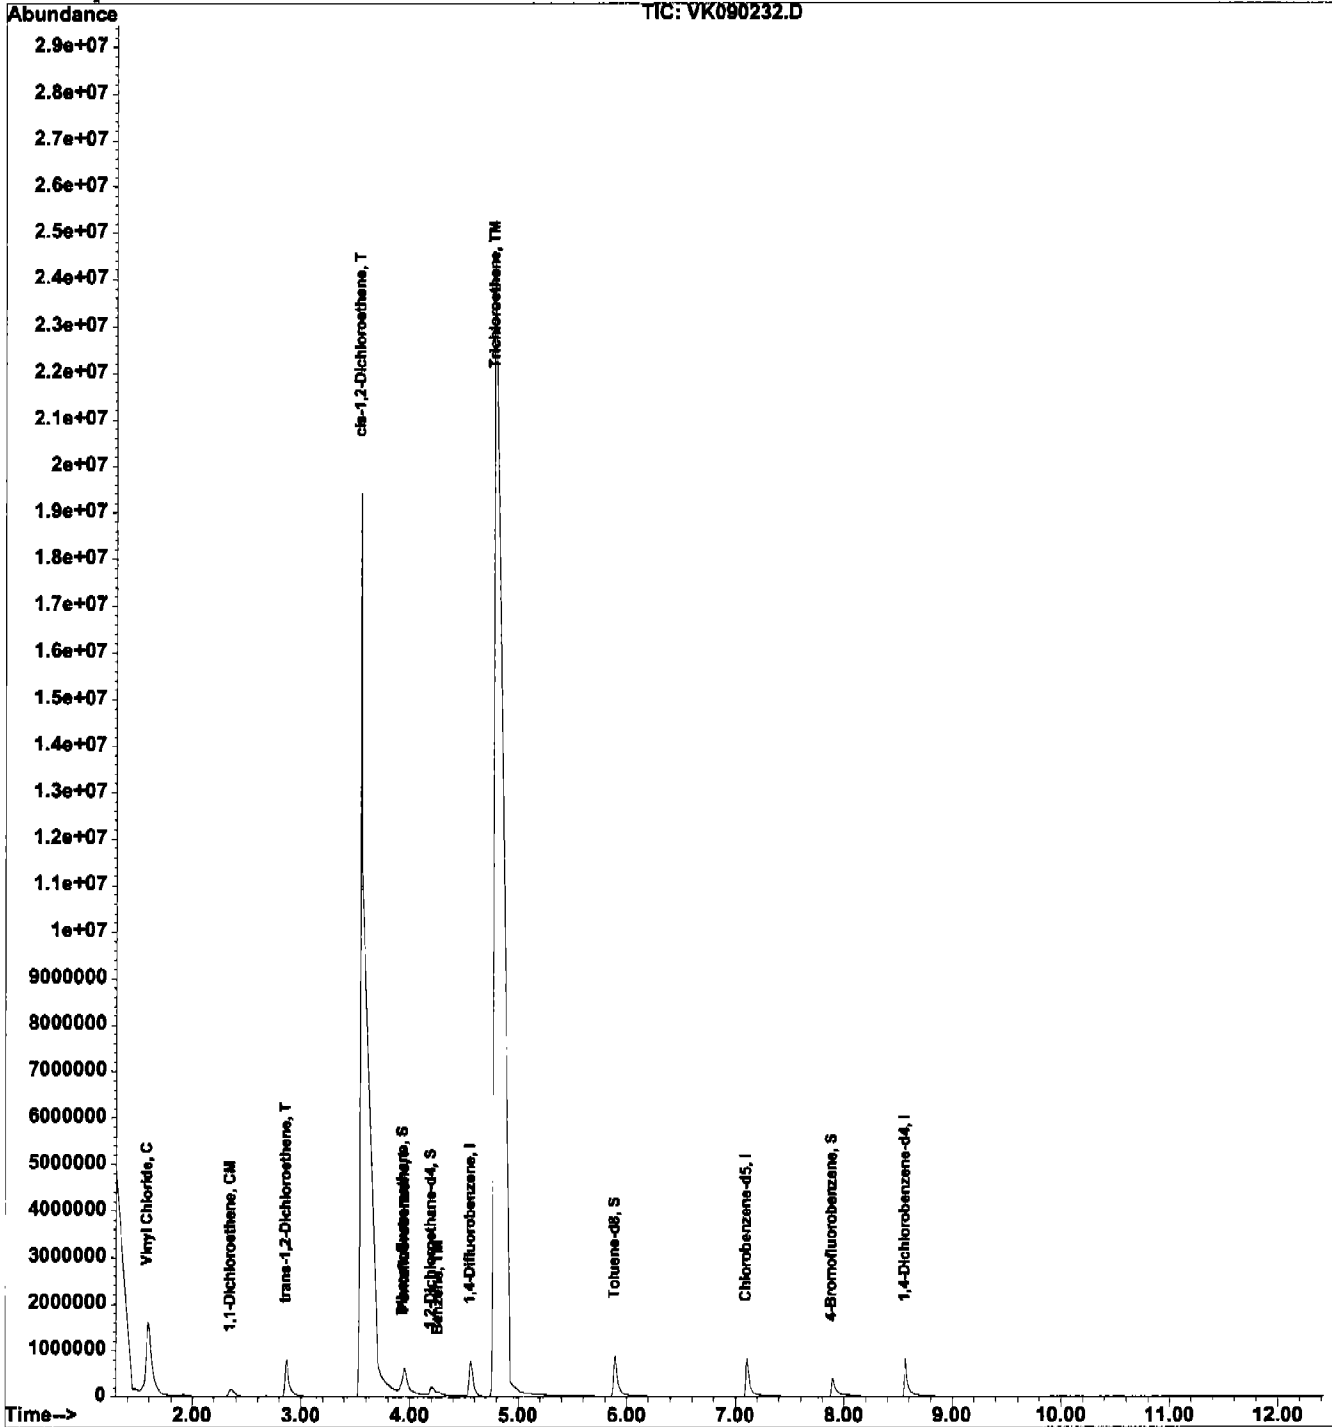 Abundance
TIC: VK090232.D
2.9e+07
2.8e+07
2.7e+07
2.6e+07
2.5e+07
2.4e+07
2.3e+07
2.2e+07
2.1e+07
2e+07
1.9e+07
1.8e+07
1.7e+07
1.6e+07
1.5e+07
1.4e+07
1.3e+07
1.2e+07
1.1e+07
1e+07
9000000
8000000
7000000
6000000
5000000
4000000
3000000
2000000
1000000
0
Vinyl Chloride, C
1,1-Dichloroethene, CM
trans-1,2-Dichloroethene, T
cis-1,2-Dichloroethene, T
S
1,2-Dichloroethane-d4, S
Benzene, TM
1,4-Difluorobenzene, I
Trichloroethene, TM
Toluene-d8, S
Chlorobenzene-d5, I
4-Bromofluorobenzene, S
1,4-Dichlorobenzene-d4, I
Time--> 2.00 3.00 4.00 5.00 6.00 7.00 8.00 9.00 10.00 11.00 12.00